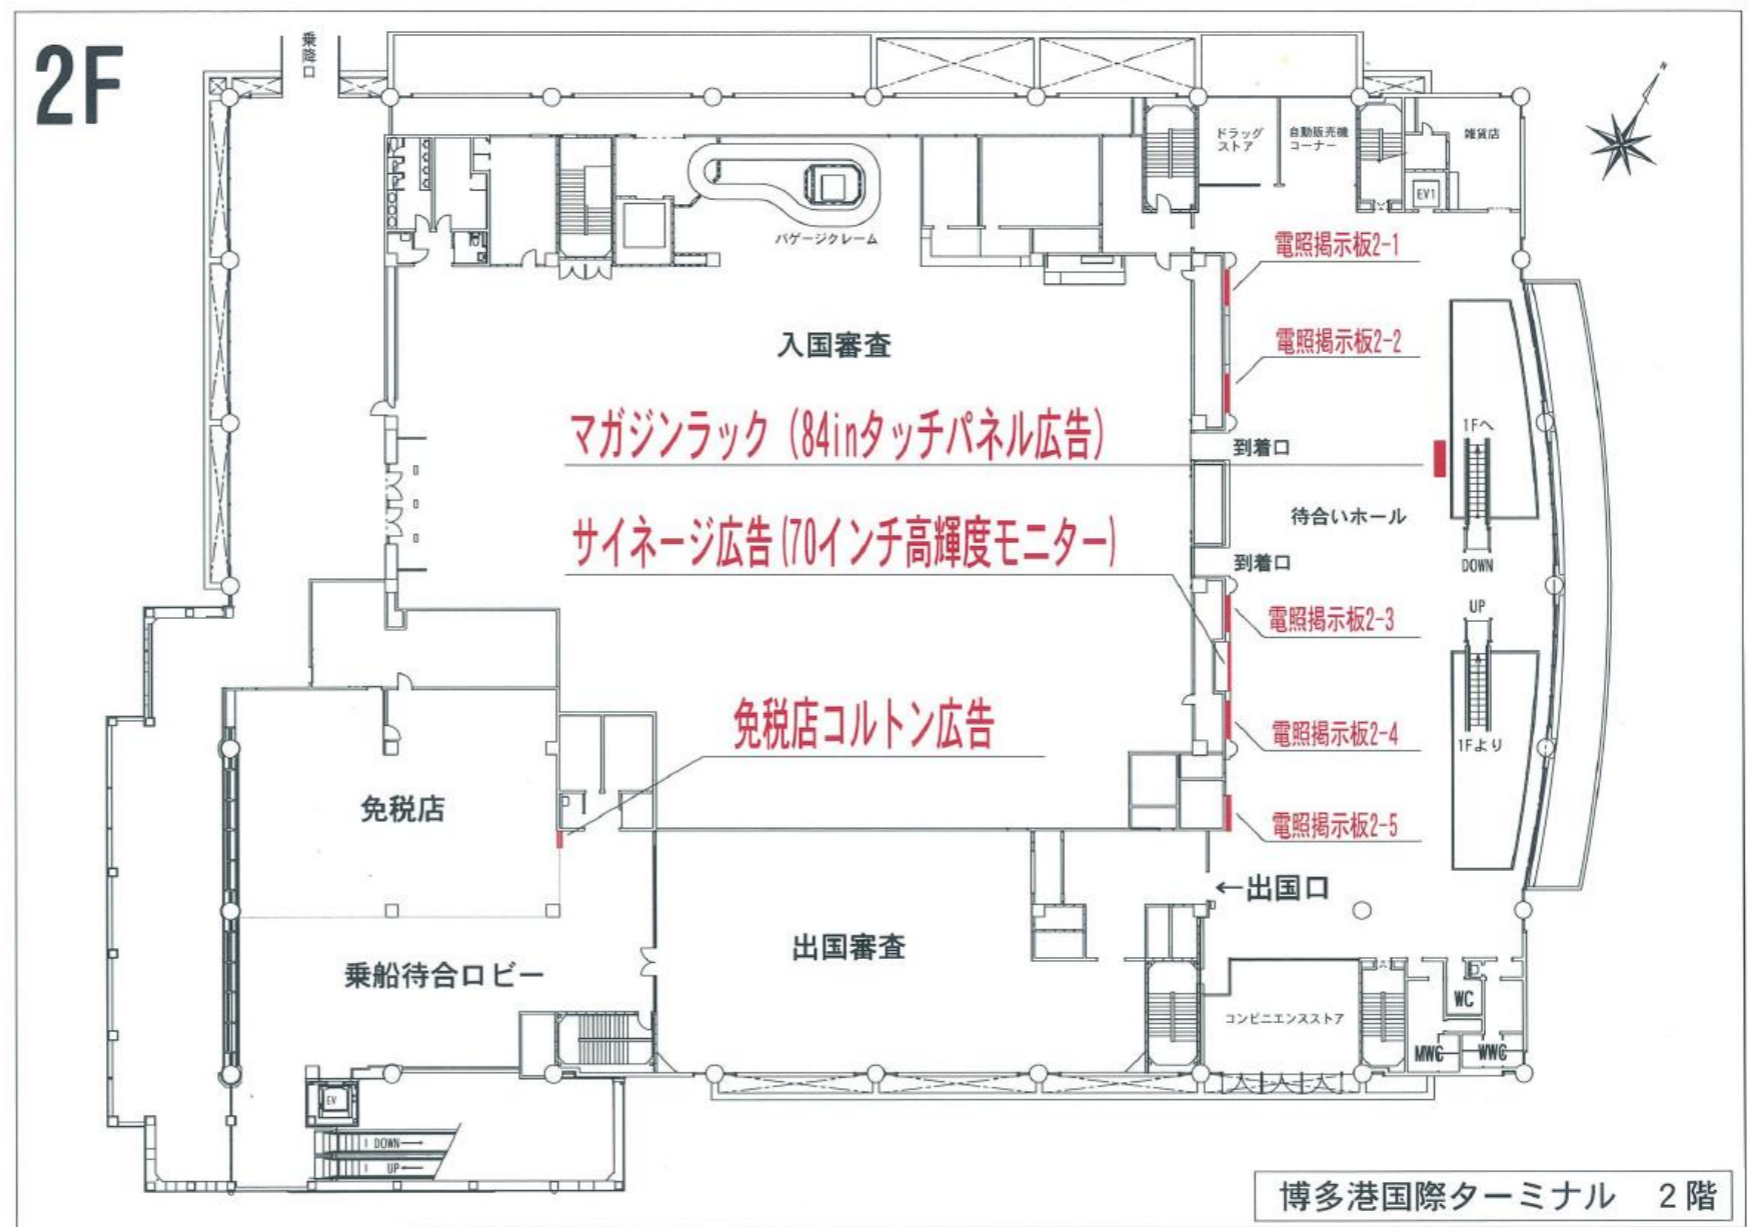 2F
乗降口
N
ドラッグ
ストア
自動販売機
コーナー
雑貨店
EV1
バゲージクレーム
電照掲示板2-1
入国審査
電照掲示板2-2
マガジンラック (84inタッチパネル広告)
到着口
1Fへ
待合いホール
サイネージ広告(70インチ高輝度モニター)
到着口
DOWN
UP
電照掲示板2-3
免税店コルトン広告
電照掲示板2-4
1Fより
免税店
電照掲示板2-5
←出国口
出国審査
乗船待合ロビー
コンビニエンスストア
WC
MWC
WWC
EV
DOWN→
UP←
博多港国際ターミナル 2階